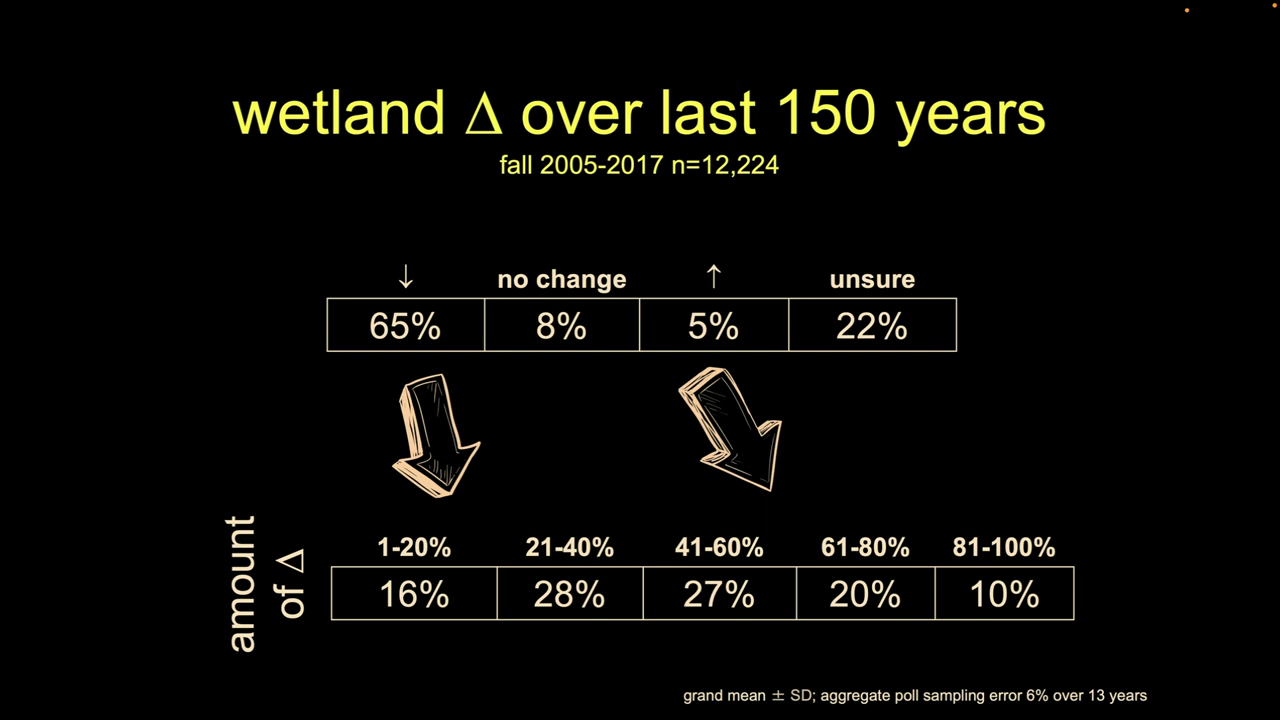 wetland Δ over last 150 years
fall 2005-2017 n=12,224
↓ no change ↑ unsure
65% 8% 5% 22%
amount
of Δ
1-20% 21-40% 41-60% 61-80% 81-100%
16% 28% 27% 20% 10%
grand mean ± SD; aggregate poll sampling error 6% over 13 years